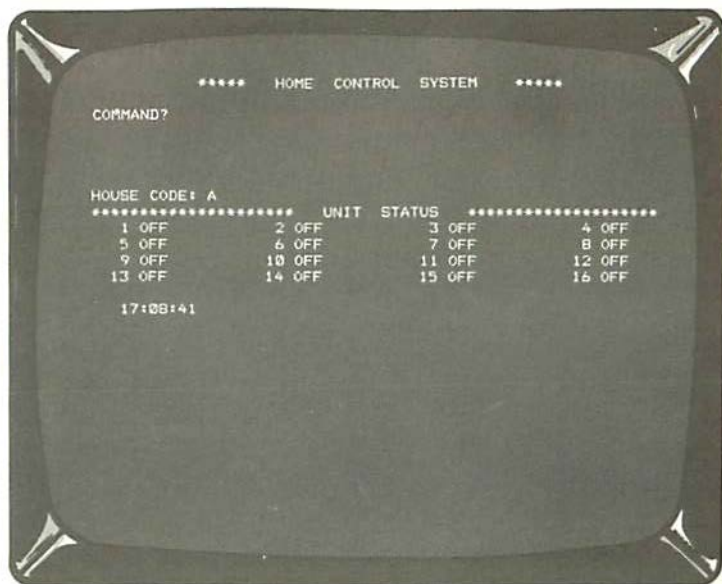 ***** HOME CONTROL SYSTEM *****
COMMAND?
HOUSE CODE: A
********************** UNIT STATUS *********************
1 OFF 2 OFF 3 OFF 4 OFF
5 OFF 6 OFF 7 OFF 8 OFF
9 OFF 10 OFF 11 OFF 12 OFF
13 OFF 14 OFF 15 OFF 16 OFF
17:08:41